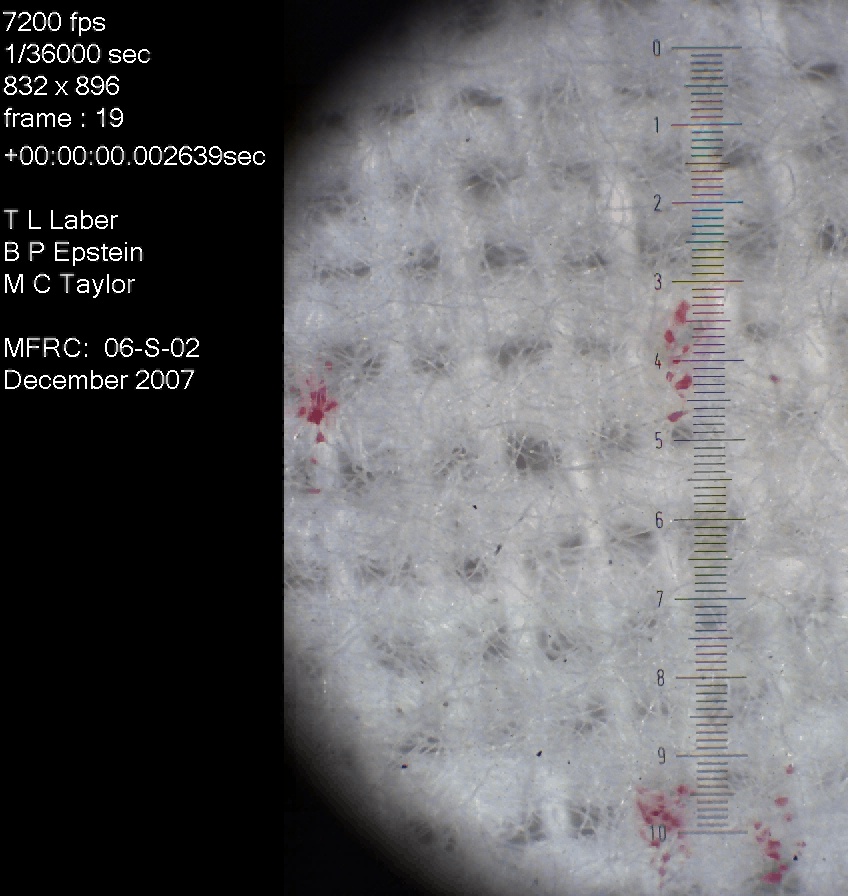 7200 fps
1/36000 sec
832 x 896
frame : 19
+00:00:00.002639sec
T L Laber
B P Epstein
M C Taylor
MFRC: 06-S-02
December 2007
0
1
2
3
4
5
6
7
8
9
10